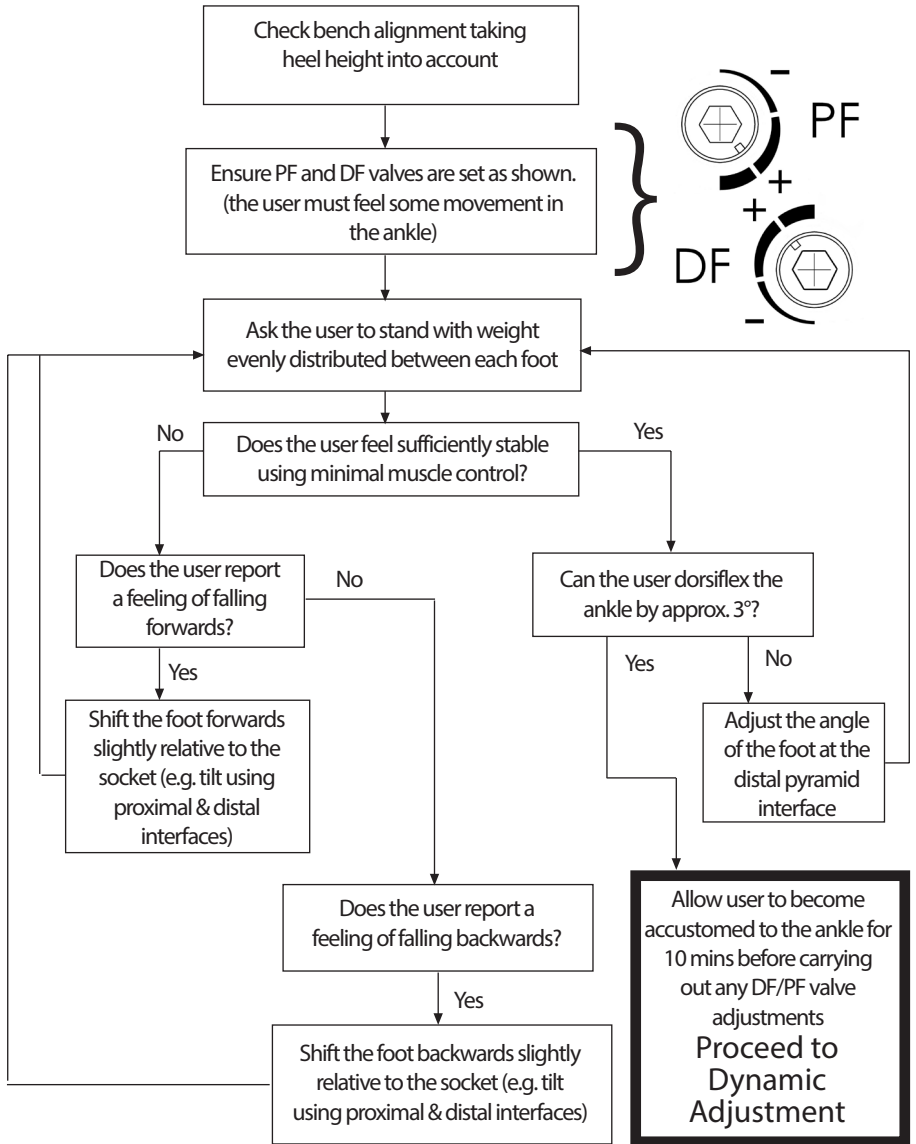 Check bench alignment taking
heel height into account
Ensure PF and DF valves are set as shown.
(the user must feel some movement in
the ankle)
–
PF
+
+
DF
–
Ask the user to stand with weight
evenly distributed between each foot
No
Does the user feel sufficiently stable
using minimal muscle control?
Yes
Does the user report
a feeling of falling
forwards?
No
Yes
Shift the foot forwards
slightly relative to the
socket (e.g. tilt using
proximal & distal
interfaces)
Can the user dorsiflex the
ankle by approx. 3°?
Yes
No
Adjust the angle
of the foot at the
distal pyramid
interface
Does the user report a
feeling of falling backwards?
Yes
Shift the foot backwards slightly
relative to the socket (e.g. tilt
using proximal & distal interfaces)
Allow user to become
accustomed to the ankle for
10 mins before carrying
out any DF/PF valve
adjustments
Proceed to
Dynamic
Adjustment